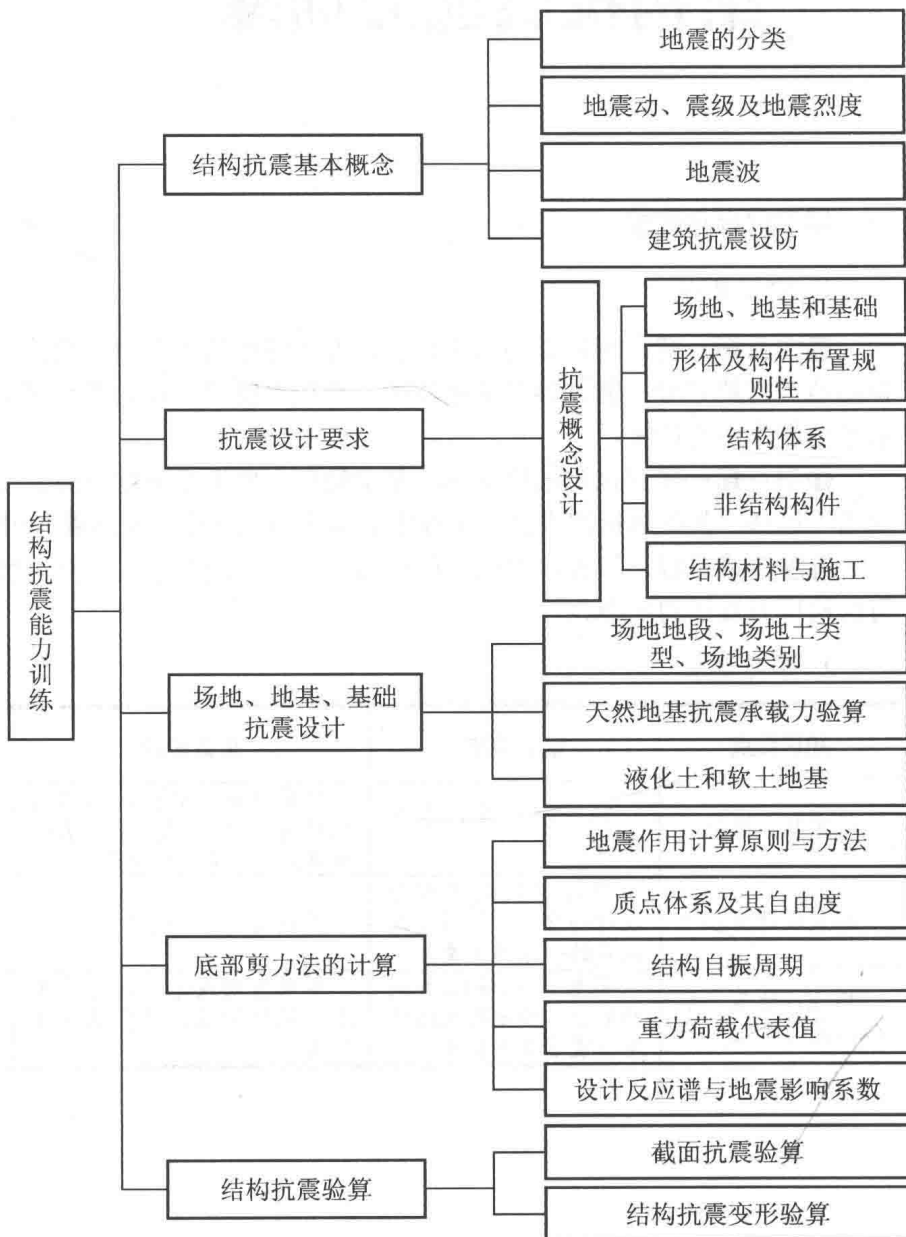 结构抗震能力训练
结构抗震基本概念
地震的分类
地震动、震级及地震烈度
地震波
建筑抗震设防
抗震设计要求
抗震概念设计
场地、地基和基础
形体及构件布置规
则性
结构体系
非结构构件
结构材料与施工
场地、地基、基础
抗震设计
场地地段、场地土类
型、场地类别
天然地基抗震承载力验算
液化土和软土地基
底部剪力法的计算
地震作用计算原则与方法
质点体系及其自由度
结构自振周期
重力荷载代表值
设计反应谱与地震影响系数
结构抗震验算
截面抗震验算
结构抗震变形验算